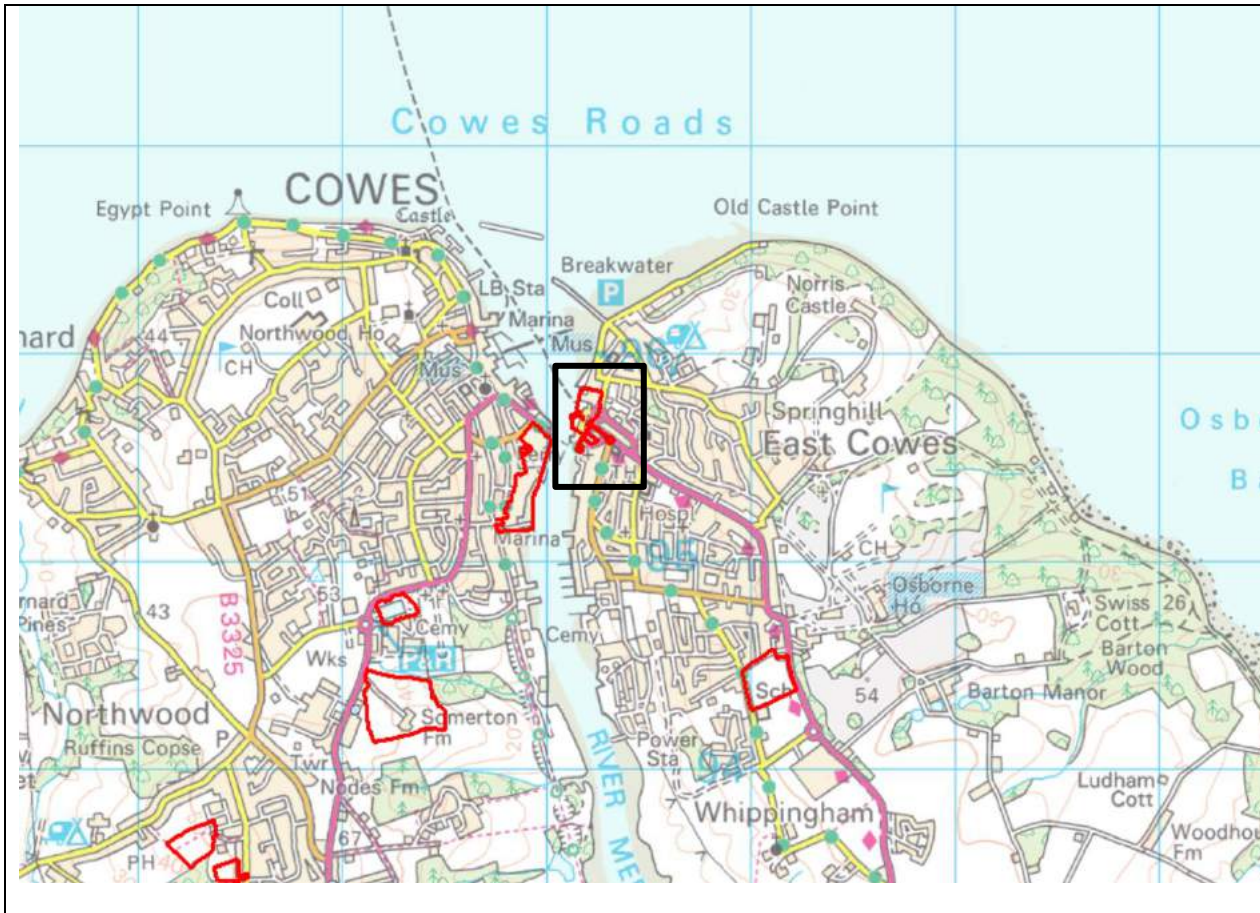 Cowes Roads
COWES
Egypt Point
Castle
Old Castle Point
Breakwater
P
LB Sta
Norris
Castle
Coll
Marina
Northwood Ho
Mus
nard
44
CH
Mus
Springhill
East Cowes
Osb
B
51
Hosp
Marina
CH
Osborne
Ho
53
43
B3325
Cemy
Cemy
Swiss
Cott
26
Barton
Wood
Wks
P&R
Sch
54
Barton Manor
Northwood
P
Somerton
Fm
Ruffins Copse
Twr
Nodes Fm
RIVER ME
Power
Sta
Whippingham
Ludham
Cott
67
PH
40
Woodhou
Fm